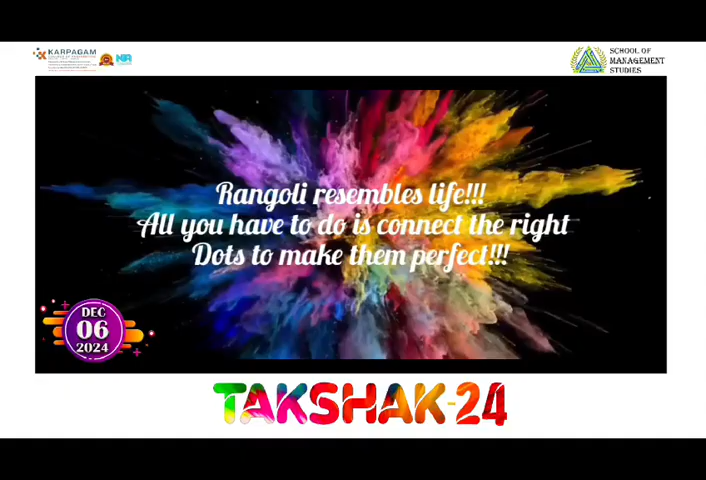 KARPAGAM
SCHOOL OF
MANAGEMENT
STUDIES
Rangoli resembles life!!!
All you have to do is connect the right
Dots to make them perfect!!!
DEC
06
2024
TAKSHAK-24